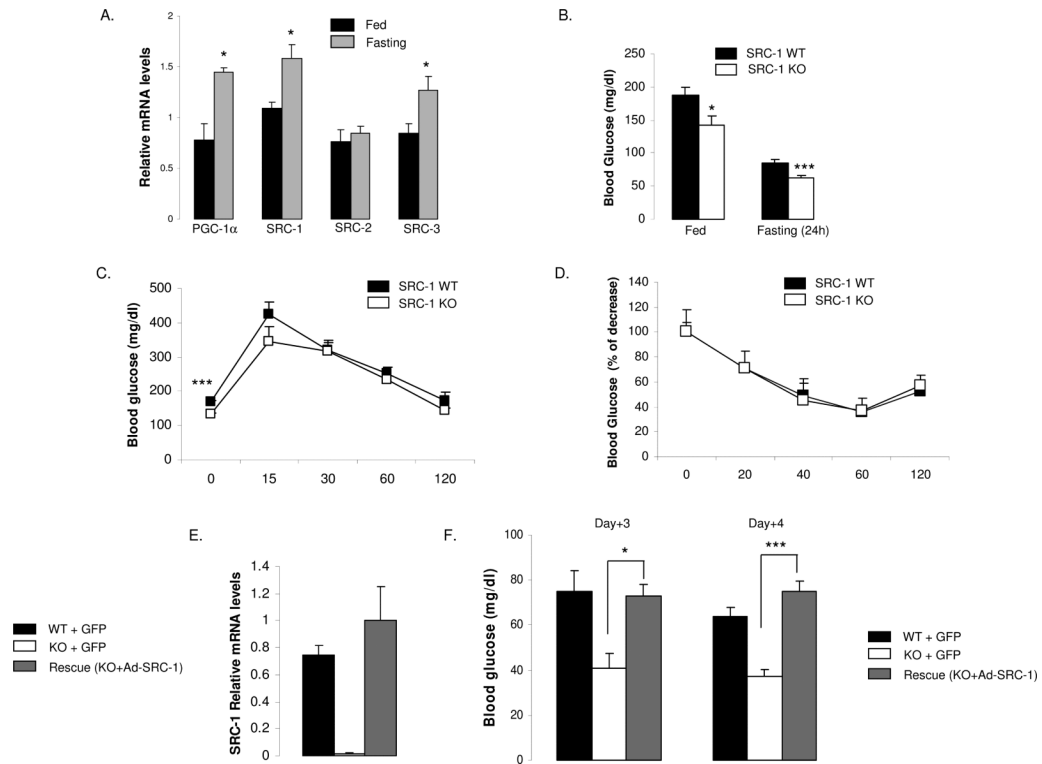 A.
Relative mRNA levels
2
1.5
1
0.5
0
Fed
Fasting
*
*
*
PGC-1α
SRC-1
SRC-2
SRC-3
B.
Blood Glucose (mg/dl)
250
200
150
100
50
0
SRC-1 WT
SRC-1 KO
*
***
Fed
Fasting (24h)
C.
Blood glucose (mg/dl)
500
400
300
200
100
0
SRC-1 WT
SRC-1 KO
***
0
15
30
60
120
D.
Blood Glucose (% of decrease)
140
120
100
80
60
40
20
0
SRC-1 WT
SRC-1 KO
0
20
40
60
120
E.
SRC-1 Relative mRNA levels
1.4
1.2
1
0.8
0.6
0.4
0.2
0
WT + GFP
KO + GFP
Rescue (KO+Ad-SRC-1)
F.
Blood glucose (mg/dl)
100
80
60
40
20
0
Day+3
Day+4
*
***
WT + GFP
KO + GFP
Rescue (KO+Ad-SRC-1)